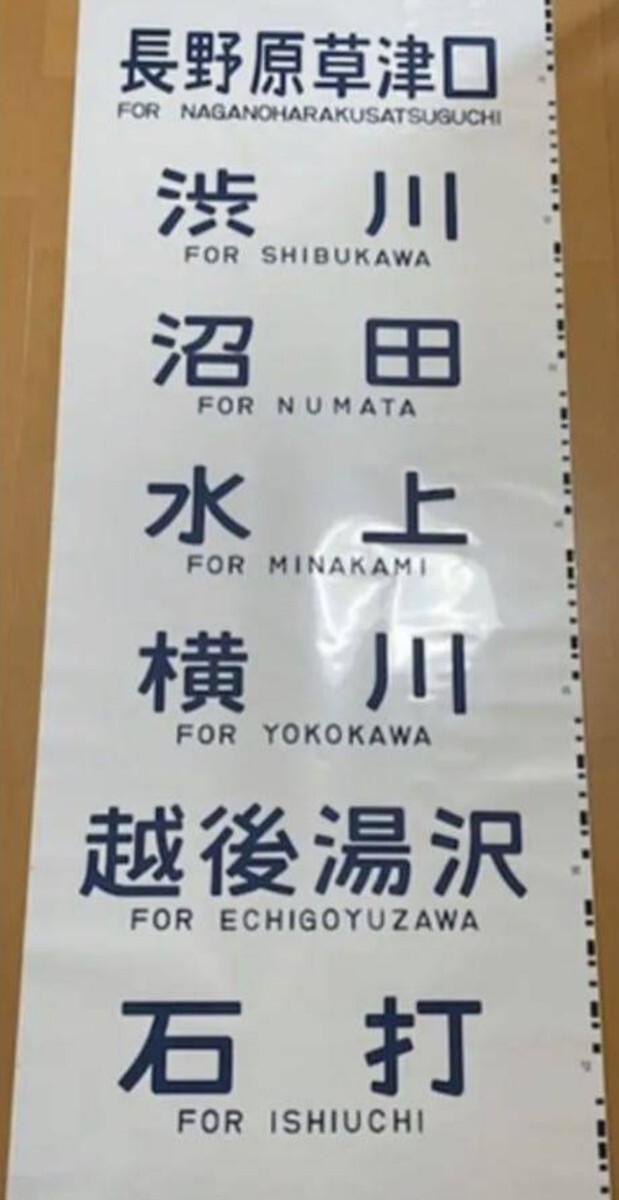 長野原草津口
FOR NAGANOHARAKUSATSUGUCHI
渋川
FOR SHIBUKAWA
沼田
FOR NUMATA
水上
FOR MINAKAMI
横川
FOR YOKOKAWA
越後湯沢
FOR ECHIGOYUZAWA
石打
FOR ISHIUCHI